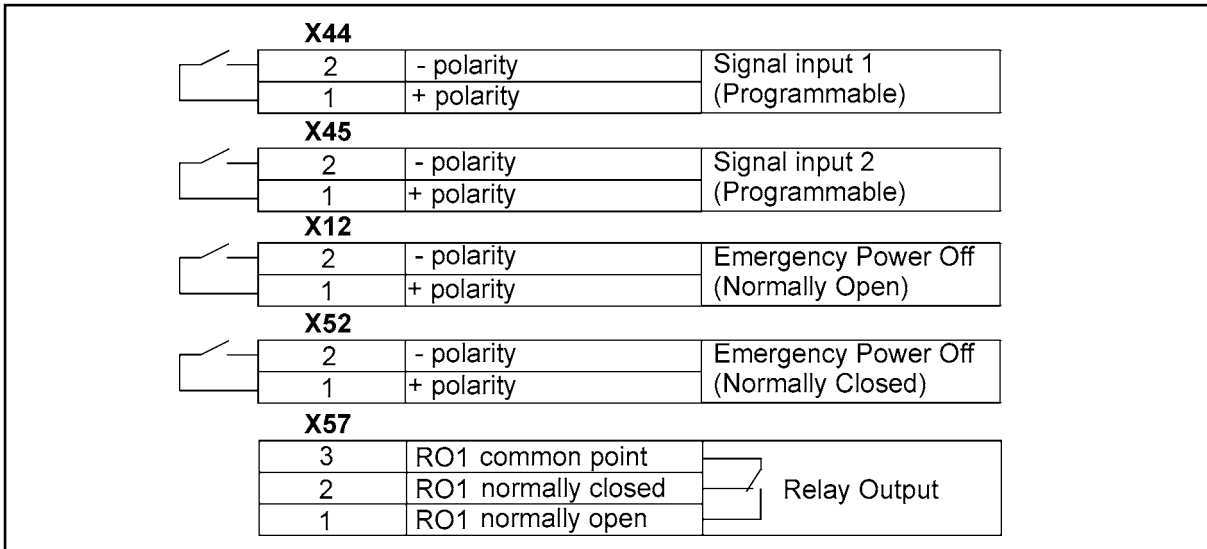 X44
2 - polarity Signal input 1
1 + polarity (Programmable)
X45
2 - polarity Signal input 2
1 + polarity (Programmable)
X12
2 - polarity Emergency Power Off
1 + polarity (Normally Open)
X52
2 - polarity Emergency Power Off
1 + polarity (Normally Closed)
X57
3 RO1 common point
2 RO1 normally closed Relay Output
1 RO1 normally open